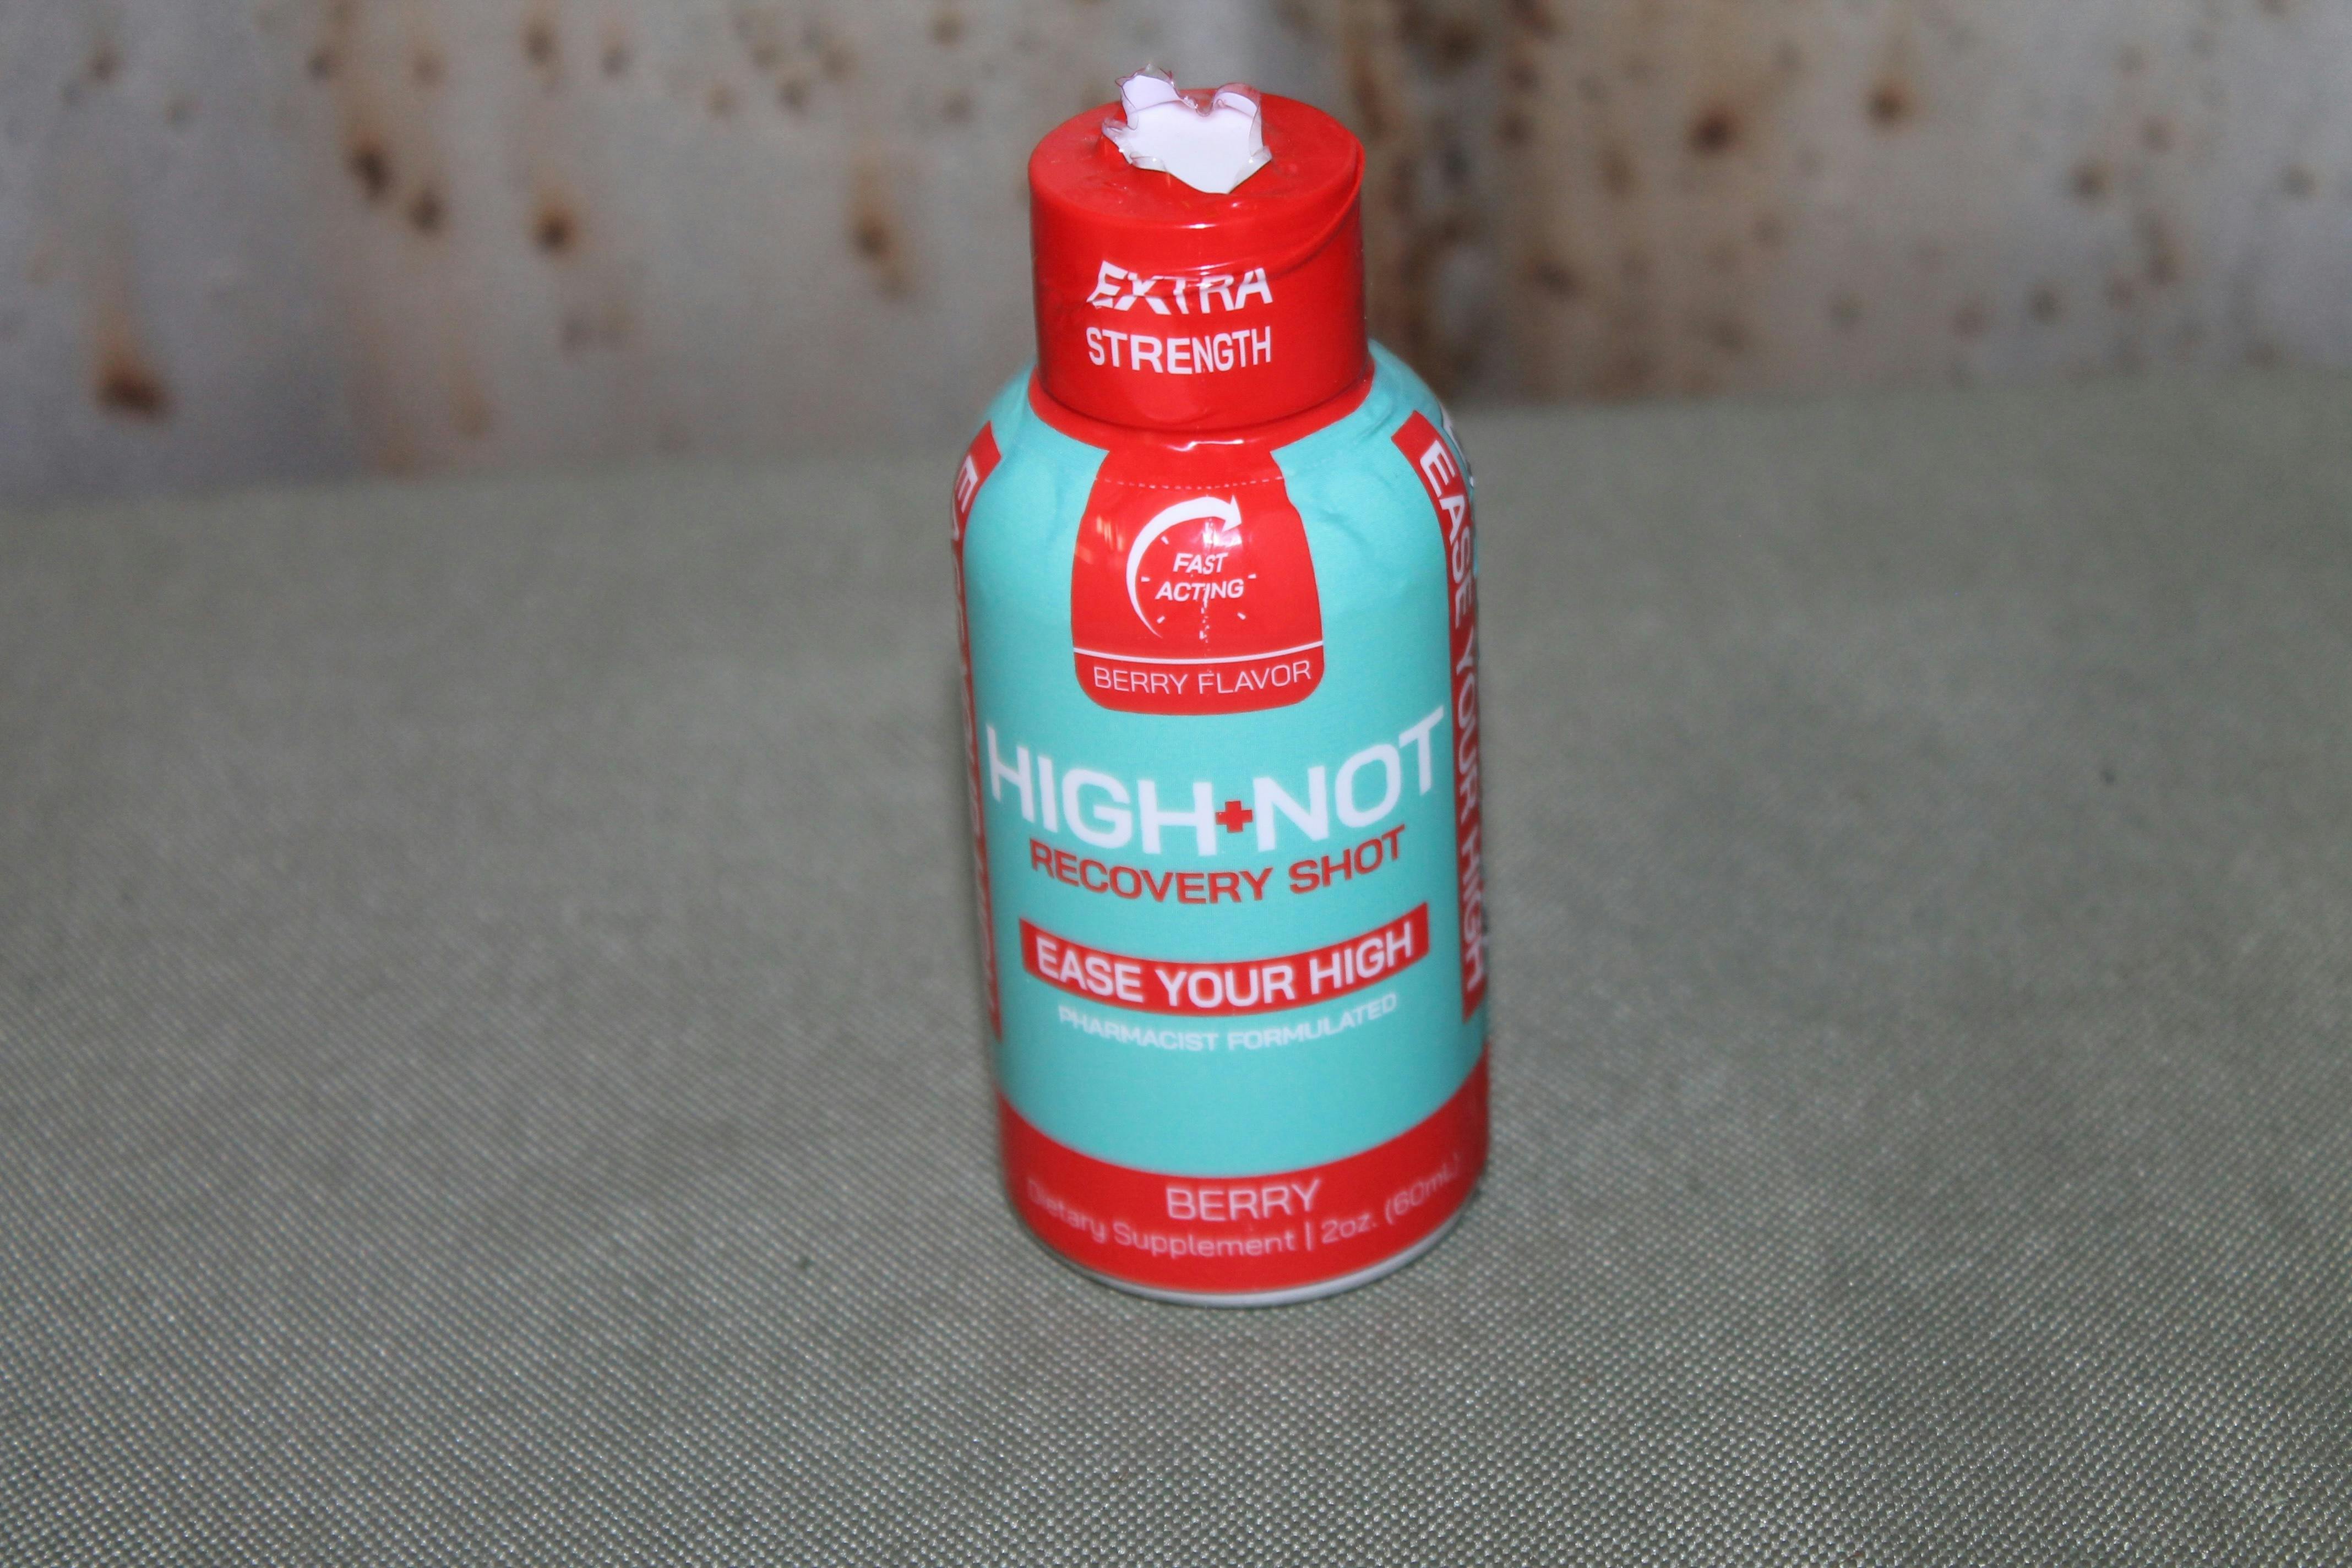 EXTRA
STRENGTH
FAST
ACTING
BERRY FLAVOR
HIGH+NOT
RECOVERY SHOT
EASE YOUR HIGH
PHARMACIST FORMULATED
BERRY
Dietary Supplement | 2oz. (60mL)
EASE YOUR HIGH